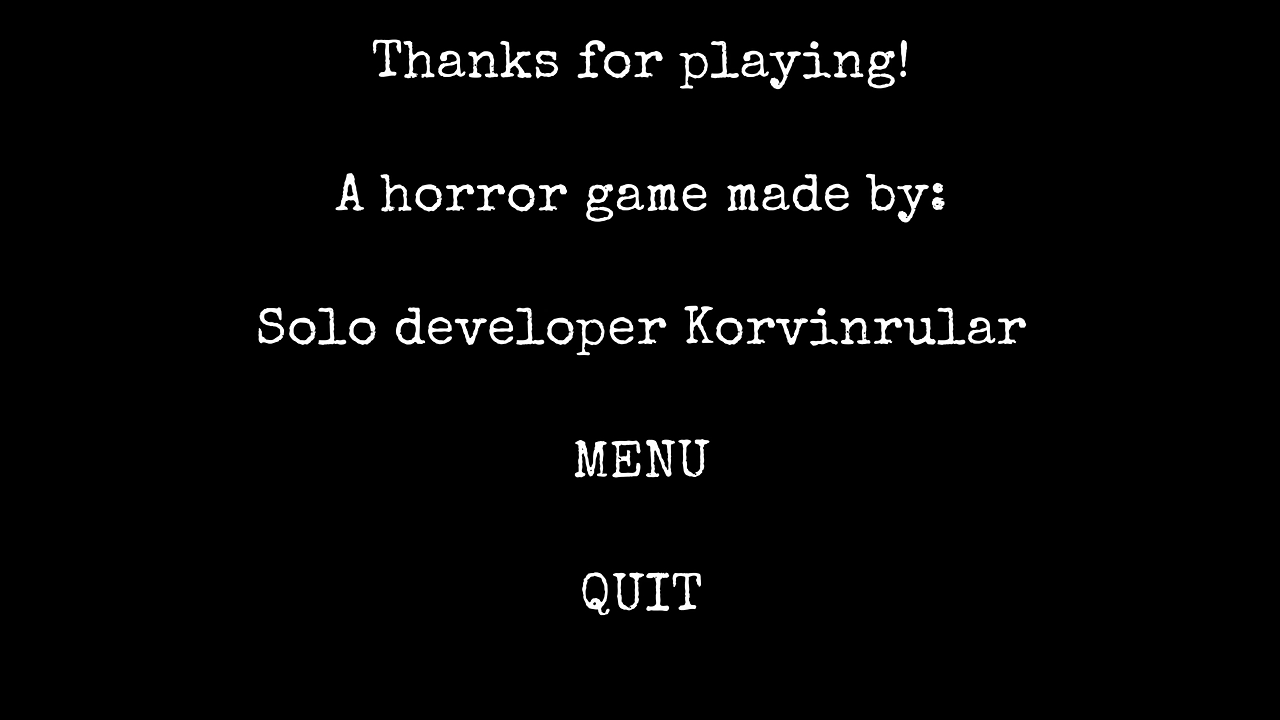 Thanks for playing!
A horror game made by:
Solo developer Korvinrular
MENU
QUIT